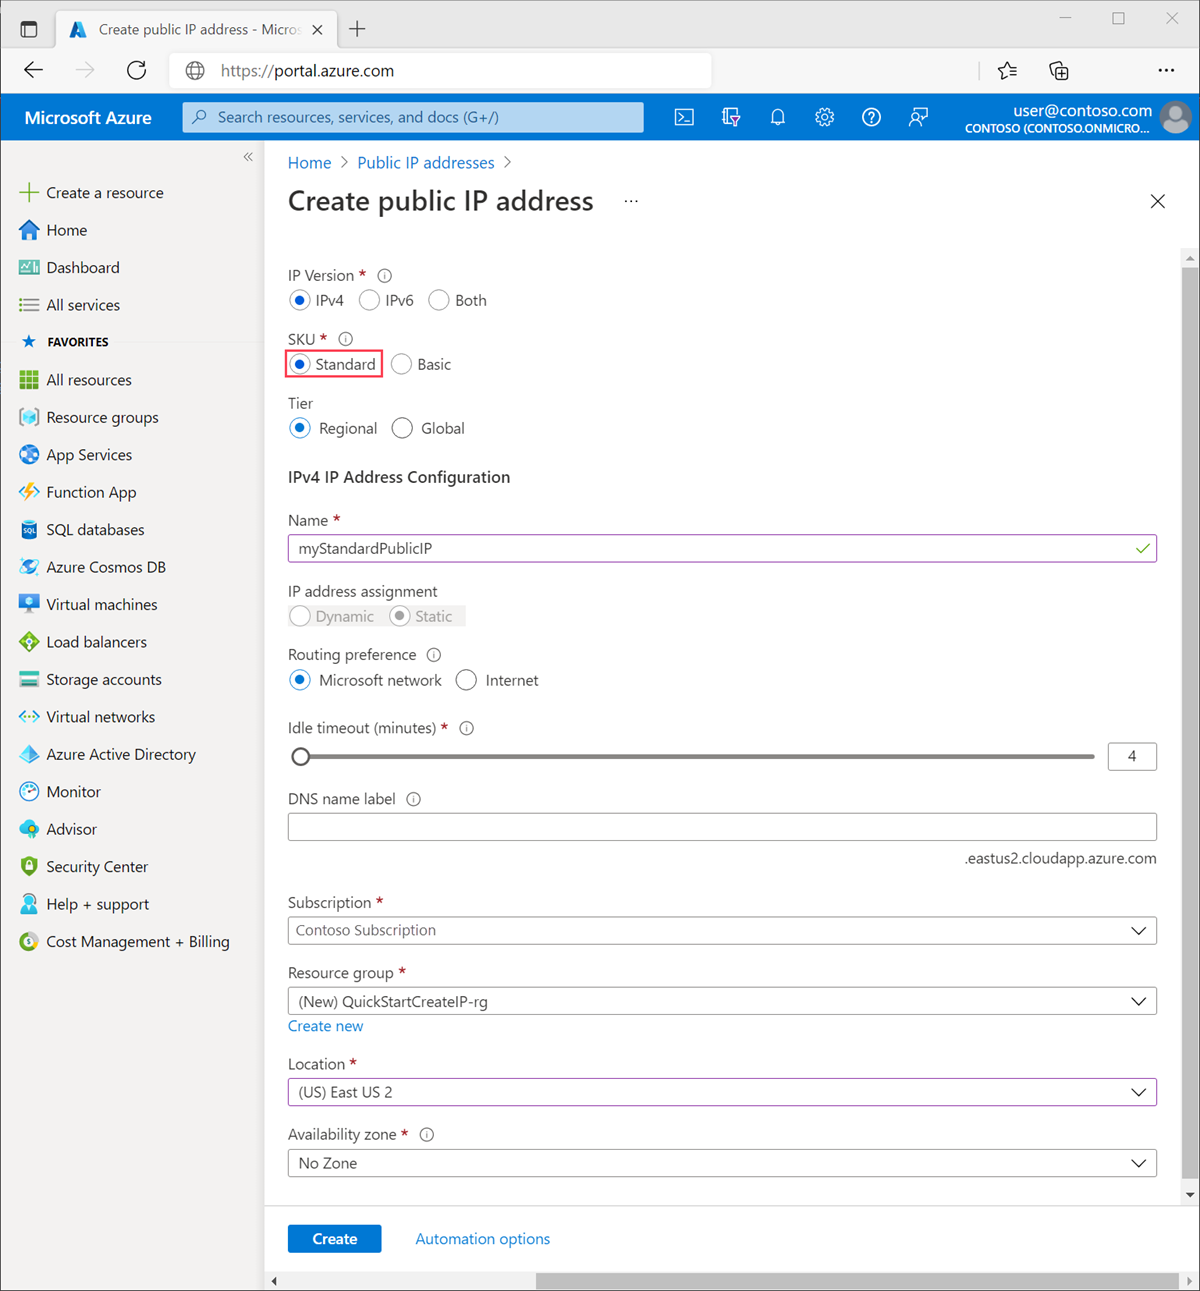 Create public IP address - Micros
https://portal.azure.com
Microsoft Azure
Search resources, services, and docs (G+/)
user@contoso.com
CONTOSO (CONTOSO.ONMICRO...
Create a resource
Home
Dashboard
All services
FAVORITES
All resources
Resource groups
App Services
Function App
SQL databases
Azure Cosmos DB
Virtual machines
Load balancers
Storage accounts
Virtual networks
Azure Active Directory
Monitor
Advisor
Security Center
Help + support
Cost Management + Billing
Home > Public IP addresses >
Create public IP address ...
IP Version *
IPv4 IPv6 Both
SKU *
Standard Basic
Tier
Regional Global
IPv4 IP Address Configuration
Name *
myStandardPublicIP
IP address assignment
Dynamic Static
Routing preference
Microsoft network Internet
Idle timeout (minutes) *
4
DNS name label
.eastus2.cloudapp.azure.com
Subscription *
Contoso Subscription
Resource group *
(New) QuickStartCreateIP-rg
Create new
Location *
(US) East US 2
Availability zone *
No Zone
Create Automation options